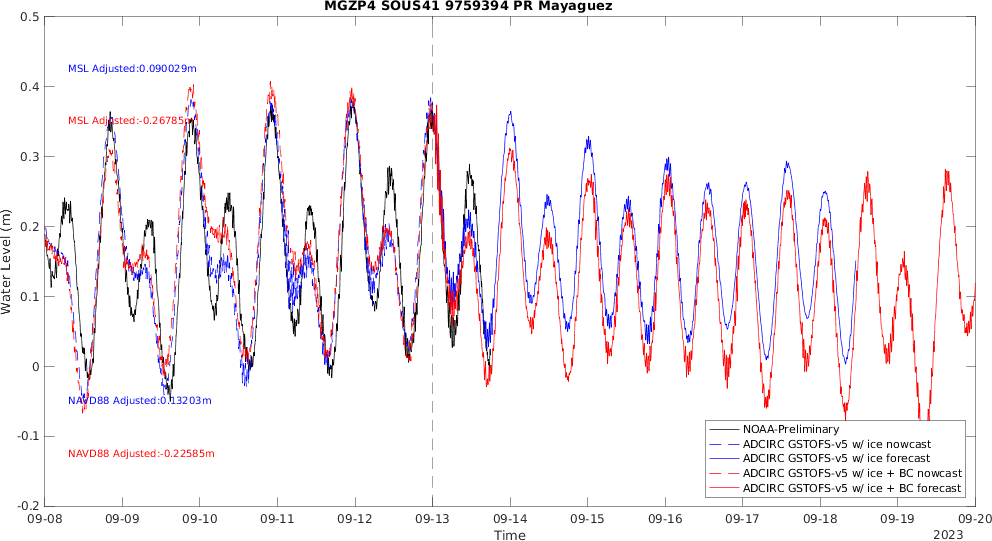 MGZP4 SOUS41 9759394 PR Mayaguez
0.5
0.4
0.3
0.2
0.1
0
-0.1
-0.2
Water Level (m)
MSL Adjusted:0.090029m
MSL Adjusted:-0.26785m
NAVD88 Adjusted:0.13203m
NAVD88 Adjusted:-0.22585m
NOAA-Preliminary
ADCIRC GSTOFS-v5 w/ ice nowcast
ADCIRC GSTOFS-v5 w/ ice forecast
ADCIRC GSTOFS-v5 w/ ice + BC nowcast
ADCIRC GSTOFS-v5 w/ ice + BC forecast
09-08 09-09 09-10 09-11 09-12 09-13 09-14 09-15 09-16 09-17 09-18 09-19 09-20
Time
2023